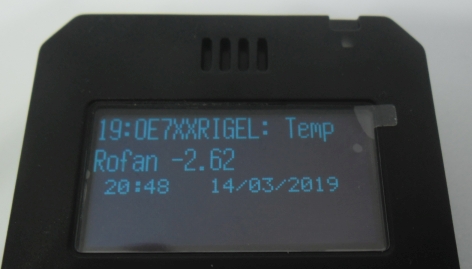 19:OE7XXRIGEL: Temp
Rofan -2.62
20:48 14/03/2019